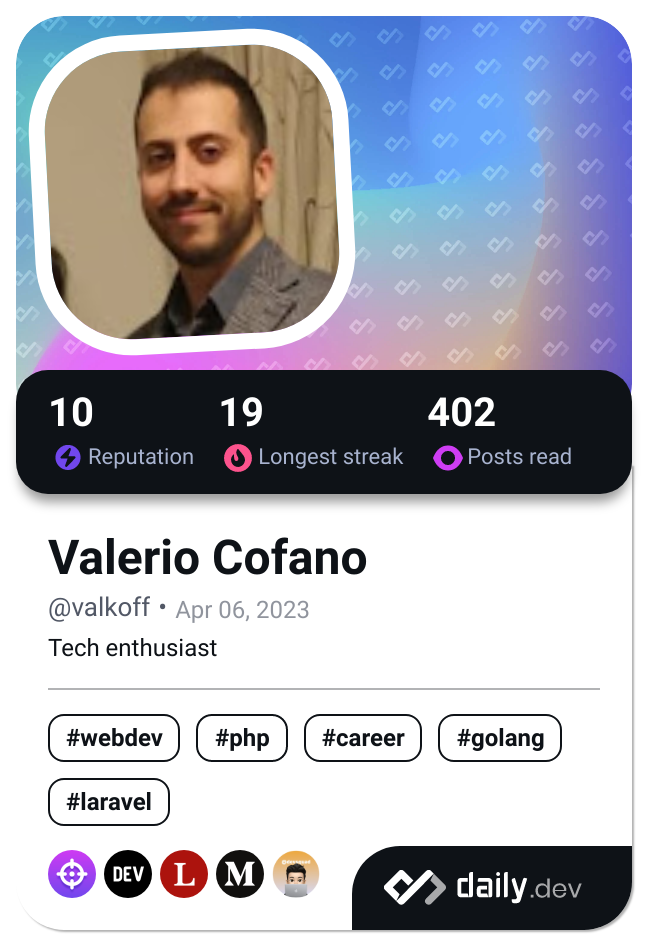 10 19 402
Reputation Longest streak Posts read
Valerio Cofano
@valkoff • Apr 06, 2023
Tech enthusiast
#webdev #php #career #golang
#laravel
DEV L M daily.dev